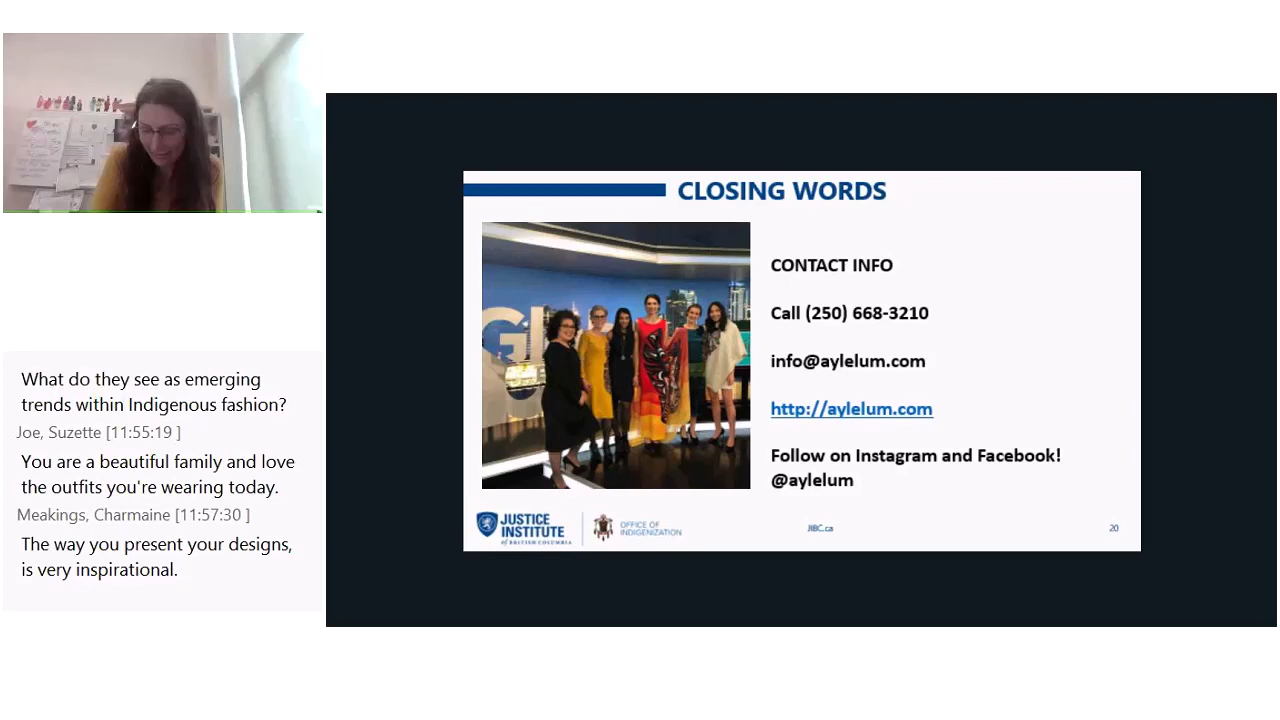 What do they see as emerging
trends within Indigenous fashion?
Joe, Suzette [11:55:19 ]
You are a beautiful family and love
the outfits you're wearing today.
Meakings, Charmaine [11:57:30 ]
The way you present your designs,
is very inspirational.
CLOSING WORDS
CONTACT INFO
Call (250) 668-3210
info@aylelum.com
http://aylelum.com
Follow on Instagram and Facebook!
@aylelum
JUSTICE
INSTITUTE
of BRITISH COLUMBIA
OFFICE OF
INDIGENIZATION
JIBC.ca
20